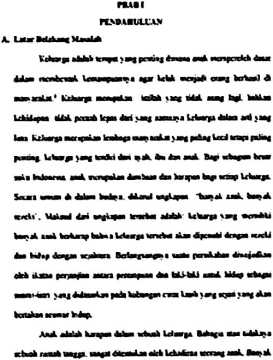 BAB I
PENDAHULUAN
A. Latar Belakang Masalah
Keluarga adalah tempat yang penting dimana anak memperoleh dasar
dalam membentuk kemampuannya agar kelak menjadi orang berhasil di
masyarakat. Keluarga merupakan istilah yang tidak asing lagi, bahkan
kehidupan tidak pernah lepas dari yang namanya keluarga dalam arti yang
luas. Keluarga merupakan lembaga masyarakat yang paling kecil tetapi paling
penting. keluarga yang terdiri dari ayah, ibu dan anak. Bagi sebagian besar
suku Indonesia, anak merupakan dambaan dan harapan bagi setiap keluarga.
Secara umum di dalam budaya, dikenal ungkapan "banyak anak, banyak
rezeki". Maksud dari ungkapan tersebut adalah: keluarga yang memiliki
banyak anak berharap bahwa keluarga tersebut akan dipenuhi dengan rezeki
dan hidup dengan sejahtera. Berlangsungnya suatu pernikahan diwujudkan
oleh ikatan perjanjian antara perempuan dan laki-laki untuk hidup sebagai
suami-istri yang didasarkan pada hubungan cinta kasih yang sejati yang akan
bertahan seumur hidup.
Anak adalah harapan dalam sebuah keluarga. Bahagia atau tidaknya
sebuah rumah tangga, sangat ditentukan oleh kehadiran seorang anak.